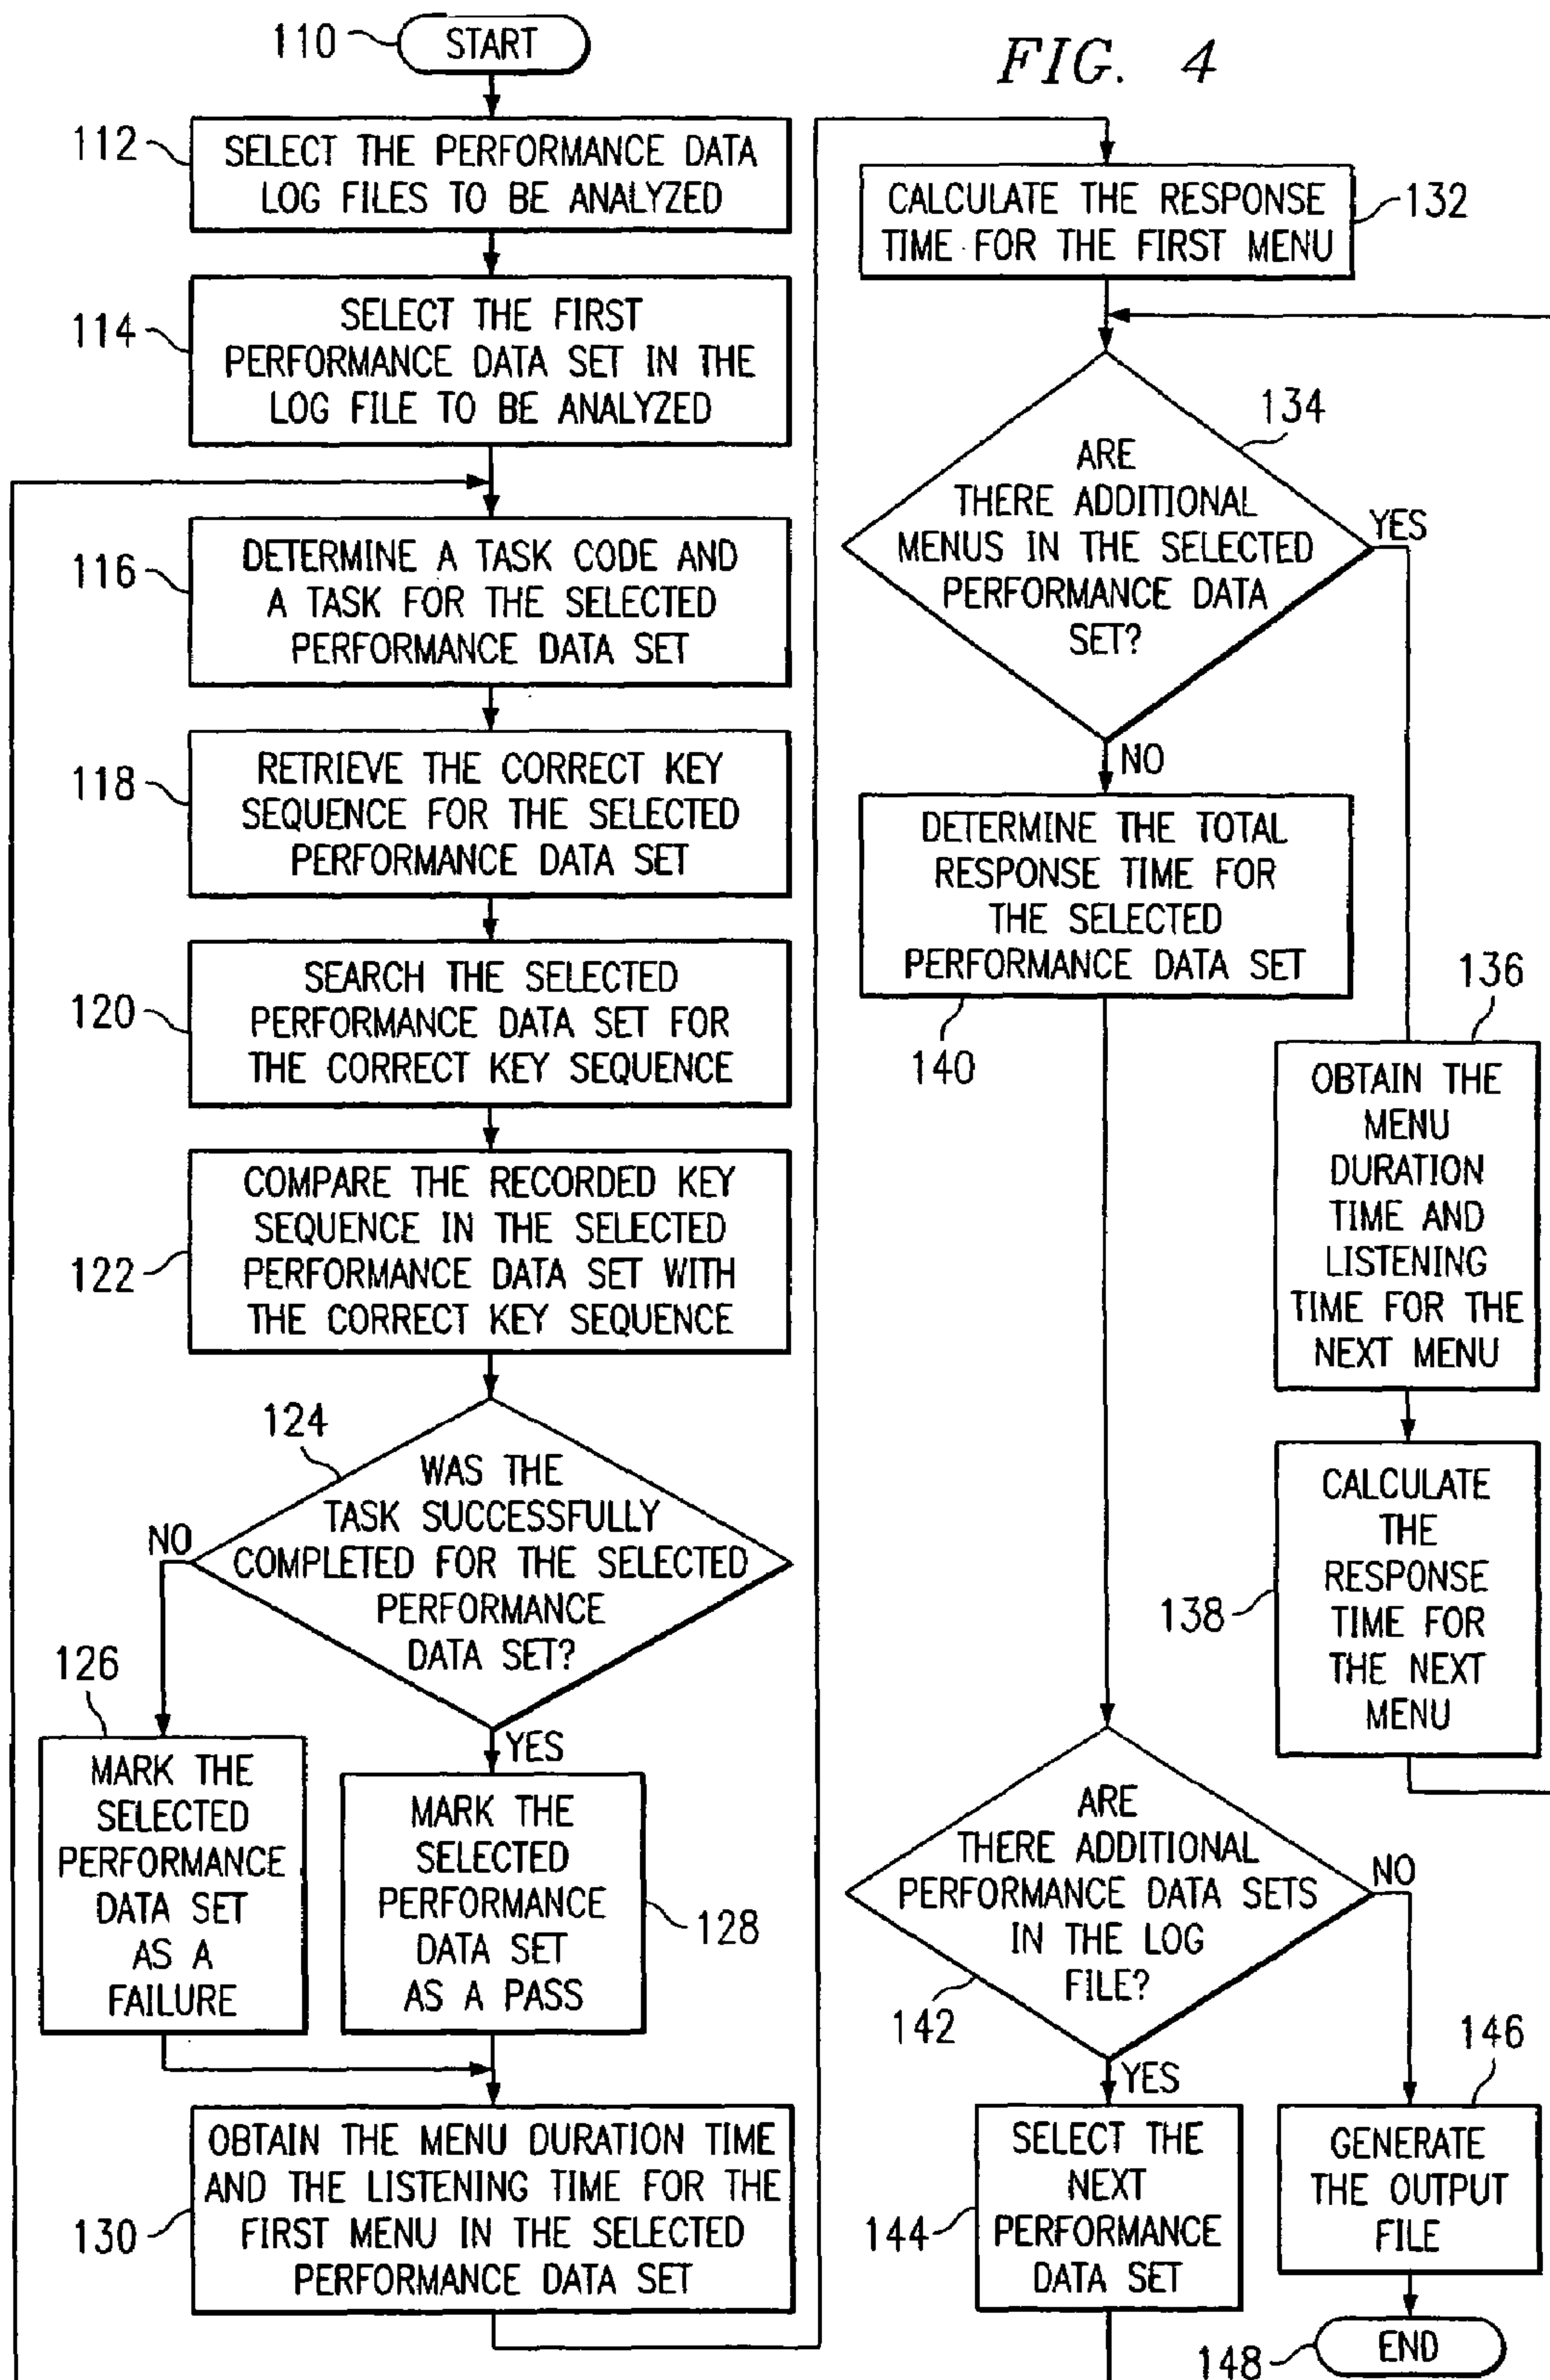 FIG. 4
110
START
112
SELECT THE PERFORMANCE DATA
LOG FILES TO BE ANALYZED
114
SELECT THE FIRST
PERFORMANCE DATA SET IN THE
LOG FILE TO BE ANALYZED
116
DETERMINE A TASK CODE AND
A TASK FOR THE SELECTED
PERFORMANCE DATA SET
118
RETRIEVE THE CORRECT KEY
SEQUENCE FOR THE SELECTED
PERFORMANCE DATA SET
120
SEARCH THE SELECTED
PERFORMANCE DATA SET FOR
THE CORRECT KEY SEQUENCE
122
COMPARE THE RECORDED KEY
SEQUENCE IN THE SELECTED
PERFORMANCE DATA SET WITH
THE CORRECT KEY SEQUENCE
124
WAS THE
TASK SUCCESSFULLY
COMPLETED FOR THE SELECTED
PERFORMANCE
DATA SET?
NO
YES
126
MARK THE
SELECTED
PERFORMANCE
DATA SET
AS A
FAILURE
MARK THE
SELECTED
PERFORMANCE
DATA SET
AS A PASS
128
130
OBTAIN THE MENU DURATION TIME
AND THE LISTENING TIME FOR THE
FIRST MENU IN THE SELECTED
PERFORMANCE DATA SET
CALCULATE THE RESPONSE
TIME FOR THE FIRST MENU
132
134
ARE
THERE ADDITIONAL
MENUS IN THE SELECTED
PERFORMANCE DATA
SET?
YES
NO
DETERMINE THE TOTAL
RESPONSE TIME FOR
THE SELECTED
PERFORMANCE DATA SET
140
136
OBTAIN THE
MENU
DURATION
TIME AND
LISTENING
TIME FOR THE
NEXT MENU
138
CALCULATE
THE
RESPONSE
TIME FOR
THE NEXT
MENU
ARE
THERE ADDITIONAL
PERFORMANCE DATA SETS
IN THE LOG
FILE?
142
NO
YES
144
SELECT THE
NEXT
PERFORMANCE
DATA SET
146
GENERATE
THE OUTPUT
FILE
148
END